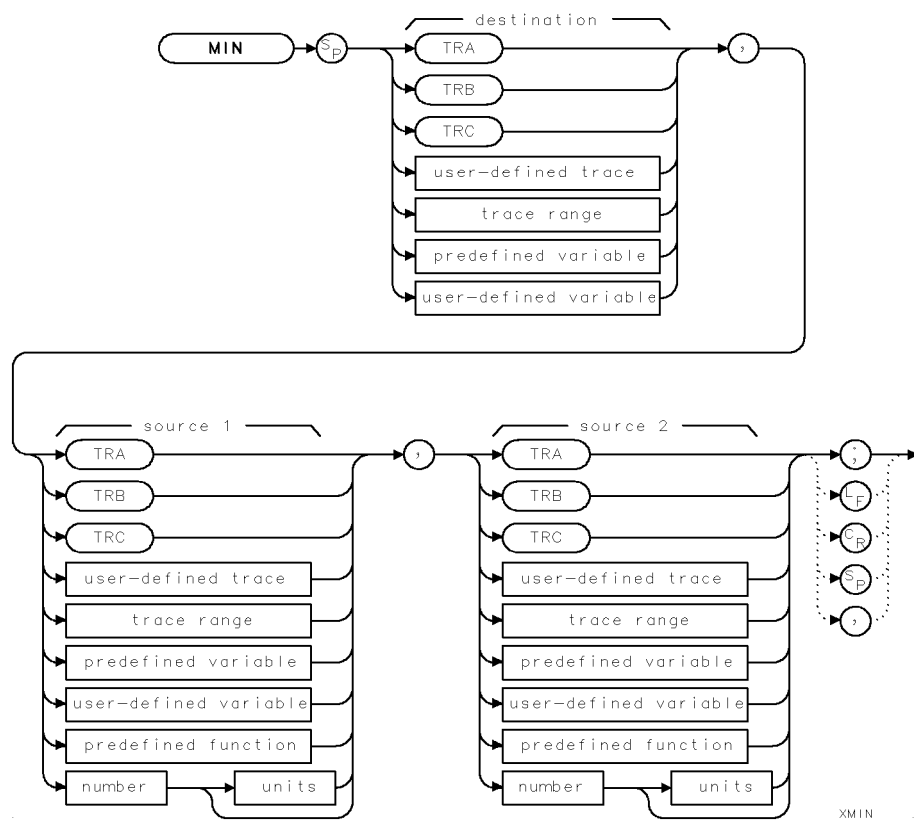 destination
MIN SP TRA ,
TRB
TRC
user-defined trace
trace range
predefined variable
user-defined variable
source 1 source 2
TRA , TRA ;
TRB TRB LF
TRC TRC CR
user-defined trace user-defined trace SP
trace range trace range ,
predefined variable predefined variable
user-defined variable user-defined variable
predefined function predefined function
number units number units
XMIN